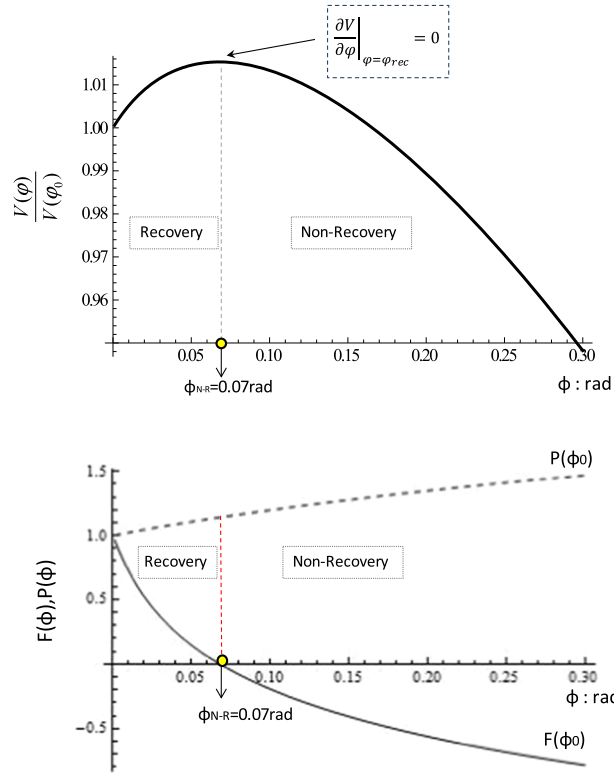 ∂V/∂φ|φ=φrec = 0
V(φ)/V(φ0)
1.01
1.00
0.99
0.98
0.97
0.96
Recovery
Non-Recovery
0.05
0.10
0.15
0.20
0.25
0.30
ϕN-R=0.07rad
ϕ : rad
F(ϕ),P(ϕ)
1.5
1.0
0.5
-0.5
P(ϕ0)
Recovery
Non-Recovery
0.05
0.10
0.15
0.20
0.25
0.30
ϕ : rad
ϕN-R=0.07rad
F(ϕ0)